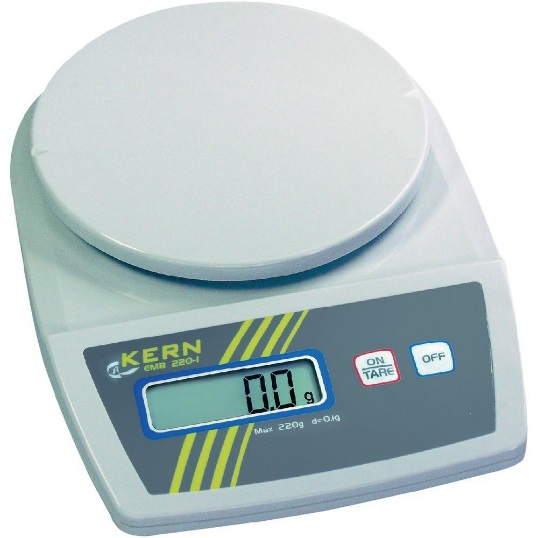 KERN
EMB 220-1
ON
TARE
OFF
0.0 g
Max 220g d=0,1g